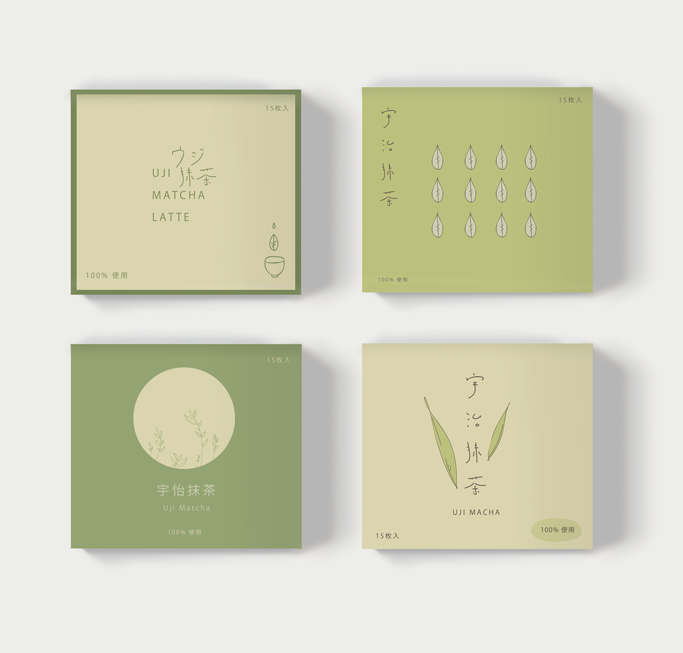 15枚入
ウジ
UJI 抹茶
MATCHA
LATTE
100% 使用
15枚入
宇
治
抹
茶
100% 使用
15枚入
宇怡抹茶
Uji Matcha
100% 使用
宇
治
抹
茶
UJI MACHA
100% 使用
15枚入